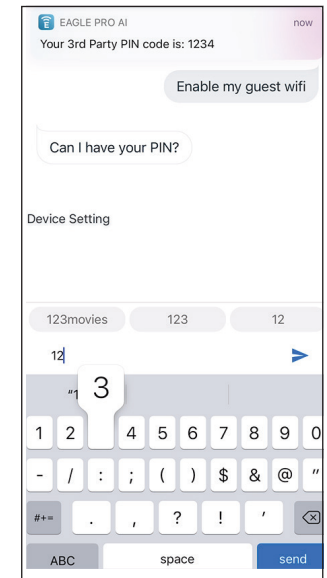 EAGLE PRO AI now
Your 3rd Party PIN code is: 1234
Enable my guest wifi
Can I have your PIN?
Device Setting
123movies 123 12
12
"1
3
1 2 4 5 6 7 8 9 0
- / : ; ( ) $ & @ "
#+= . , ? ! '
ABC space send